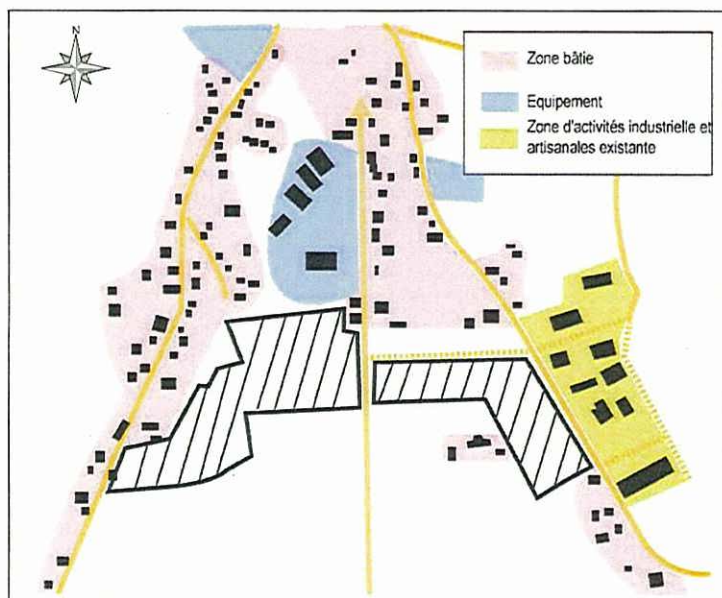 N
Zone bâtie
Equipement
Zone d'activités industrielle et
artisanales existante